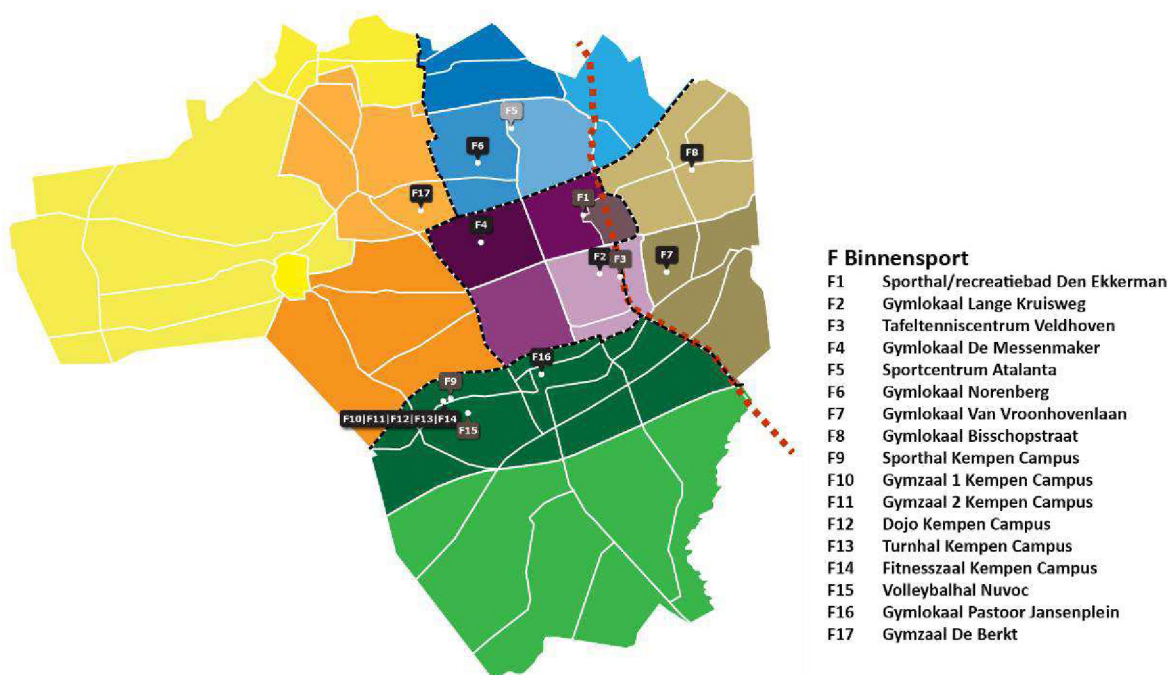 F5
F6
F8
F17
F1
F4
F2
F3
F7
F16
F9
F10|F11|F12|F13|F14
F15
F Binnensport
F1 Sporthal/recreatiebad Den Ekkerman
F2 Gymlokaal Lange Kruisweg
F3 Tafeltenniscentrum Veldhoven
F4 Gymlokaal De Messenmaker
F5 Sportcentrum Atalanta
F6 Gymlokaal Norenberg
F7 Gymlokaal Van Vroonhovenlaan
F8 Gymlokaal Bisschopstraat
F9 Sporthal Kempen Campus
F10 Gymzaal 1 Kempen Campus
F11 Gymzaal 2 Kempen Campus
F12 Dojo Kempen Campus
F13 Turnhal Kempen Campus
F14 Fitnesszaal Kempen Campus
F15 Volleybalhal Nuvoc
F16 Gymlokaal Pastoor Jansenplein
F17 Gymzaal De Berkt